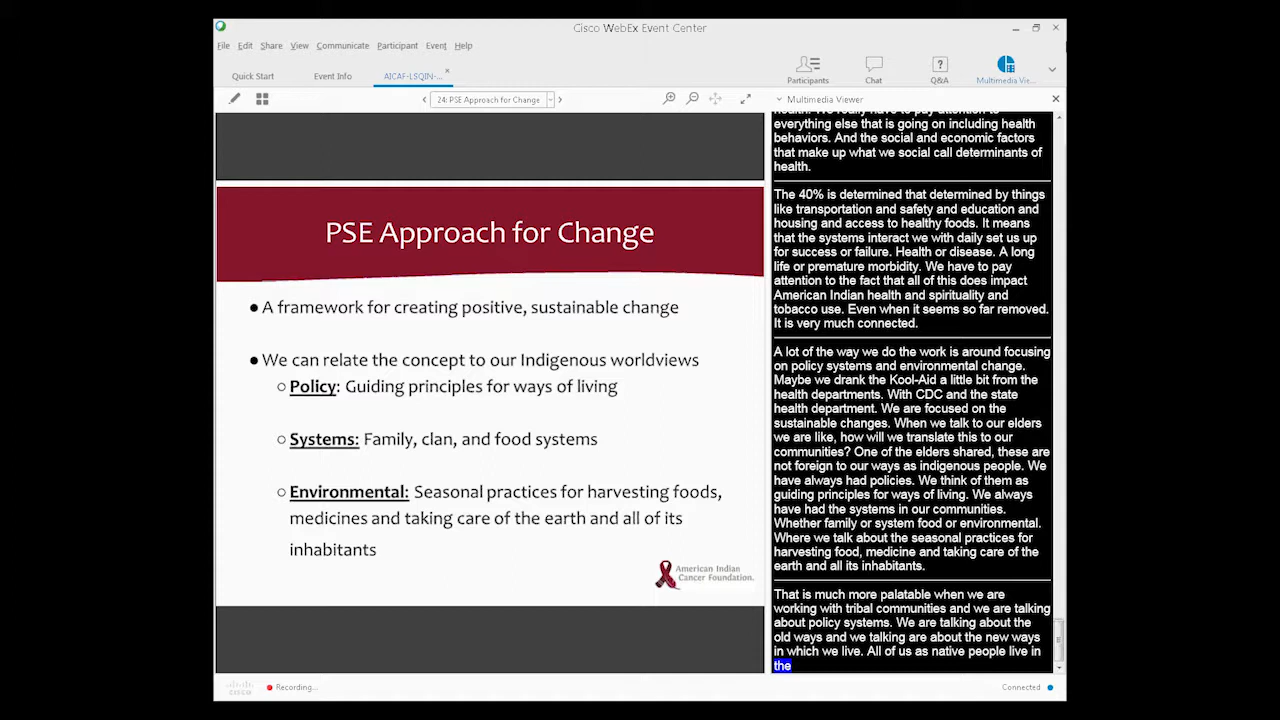 Cisco WebEx Event Center
File Edit Share View Communicate Participant Event Help
Quick Start Event Info AICAF-LSQIN-...
Participants Chat Q&A Multimedia Vie...
24: PSE Approach for Change
Multimedia Viewer
PSE Approach for Change
● A framework for creating positive, sustainable change
● We can relate the concept to our Indigenous worldviews
○ Policy: Guiding principles for ways of living
○ Systems: Family, clan, and food systems
○ Environmental: Seasonal practices for harvesting foods,
medicines and taking care of the earth and all of its
inhabitants
American Indian
Cancer Foundation.
health. We really have to pay attention to
everything else that is going on including health
behaviors. And the social and economic factors
that make up what we social call determinants of
health.
The 40% is determined that determined by things
like transportation and safety and education and
housing and access to healthy foods. It means
that the systems interact we with daily set us up
for success or failure. Health or disease. A long
life or premature morbidity. We have to pay
attention to the fact that all of this does impact
American Indian health and spirituality and
tobacco use. Even when it seems so far removed.
It is very much connected.
A lot of the way we do the work is around focusing
on policy systems and environmental change.
Maybe we drank the Kool-Aid a little bit from the
health departments. With CDC and the state
health department. We are focused on the
sustainable changes. When we talk to our elders
we are like, how will we translate this to our
communities? One of the elders shared, these are
not foreign to our ways as indigenous people. We
have always had policies. We think of them as
guiding principles for ways of living. We always
have had the systems in our communities.
Whether family or system food or environmental.
Where we talk about the seasonal practices for
harvesting food, medicine and taking care of the
earth and all its inhabitants.
That is much more palatable when we are
working with tribal communities and we are talking
about policy systems. We are talking about the
old ways and we talking are about the new ways
in which we live. All of us as native people live in
the
CISCO
Recording...
Connected